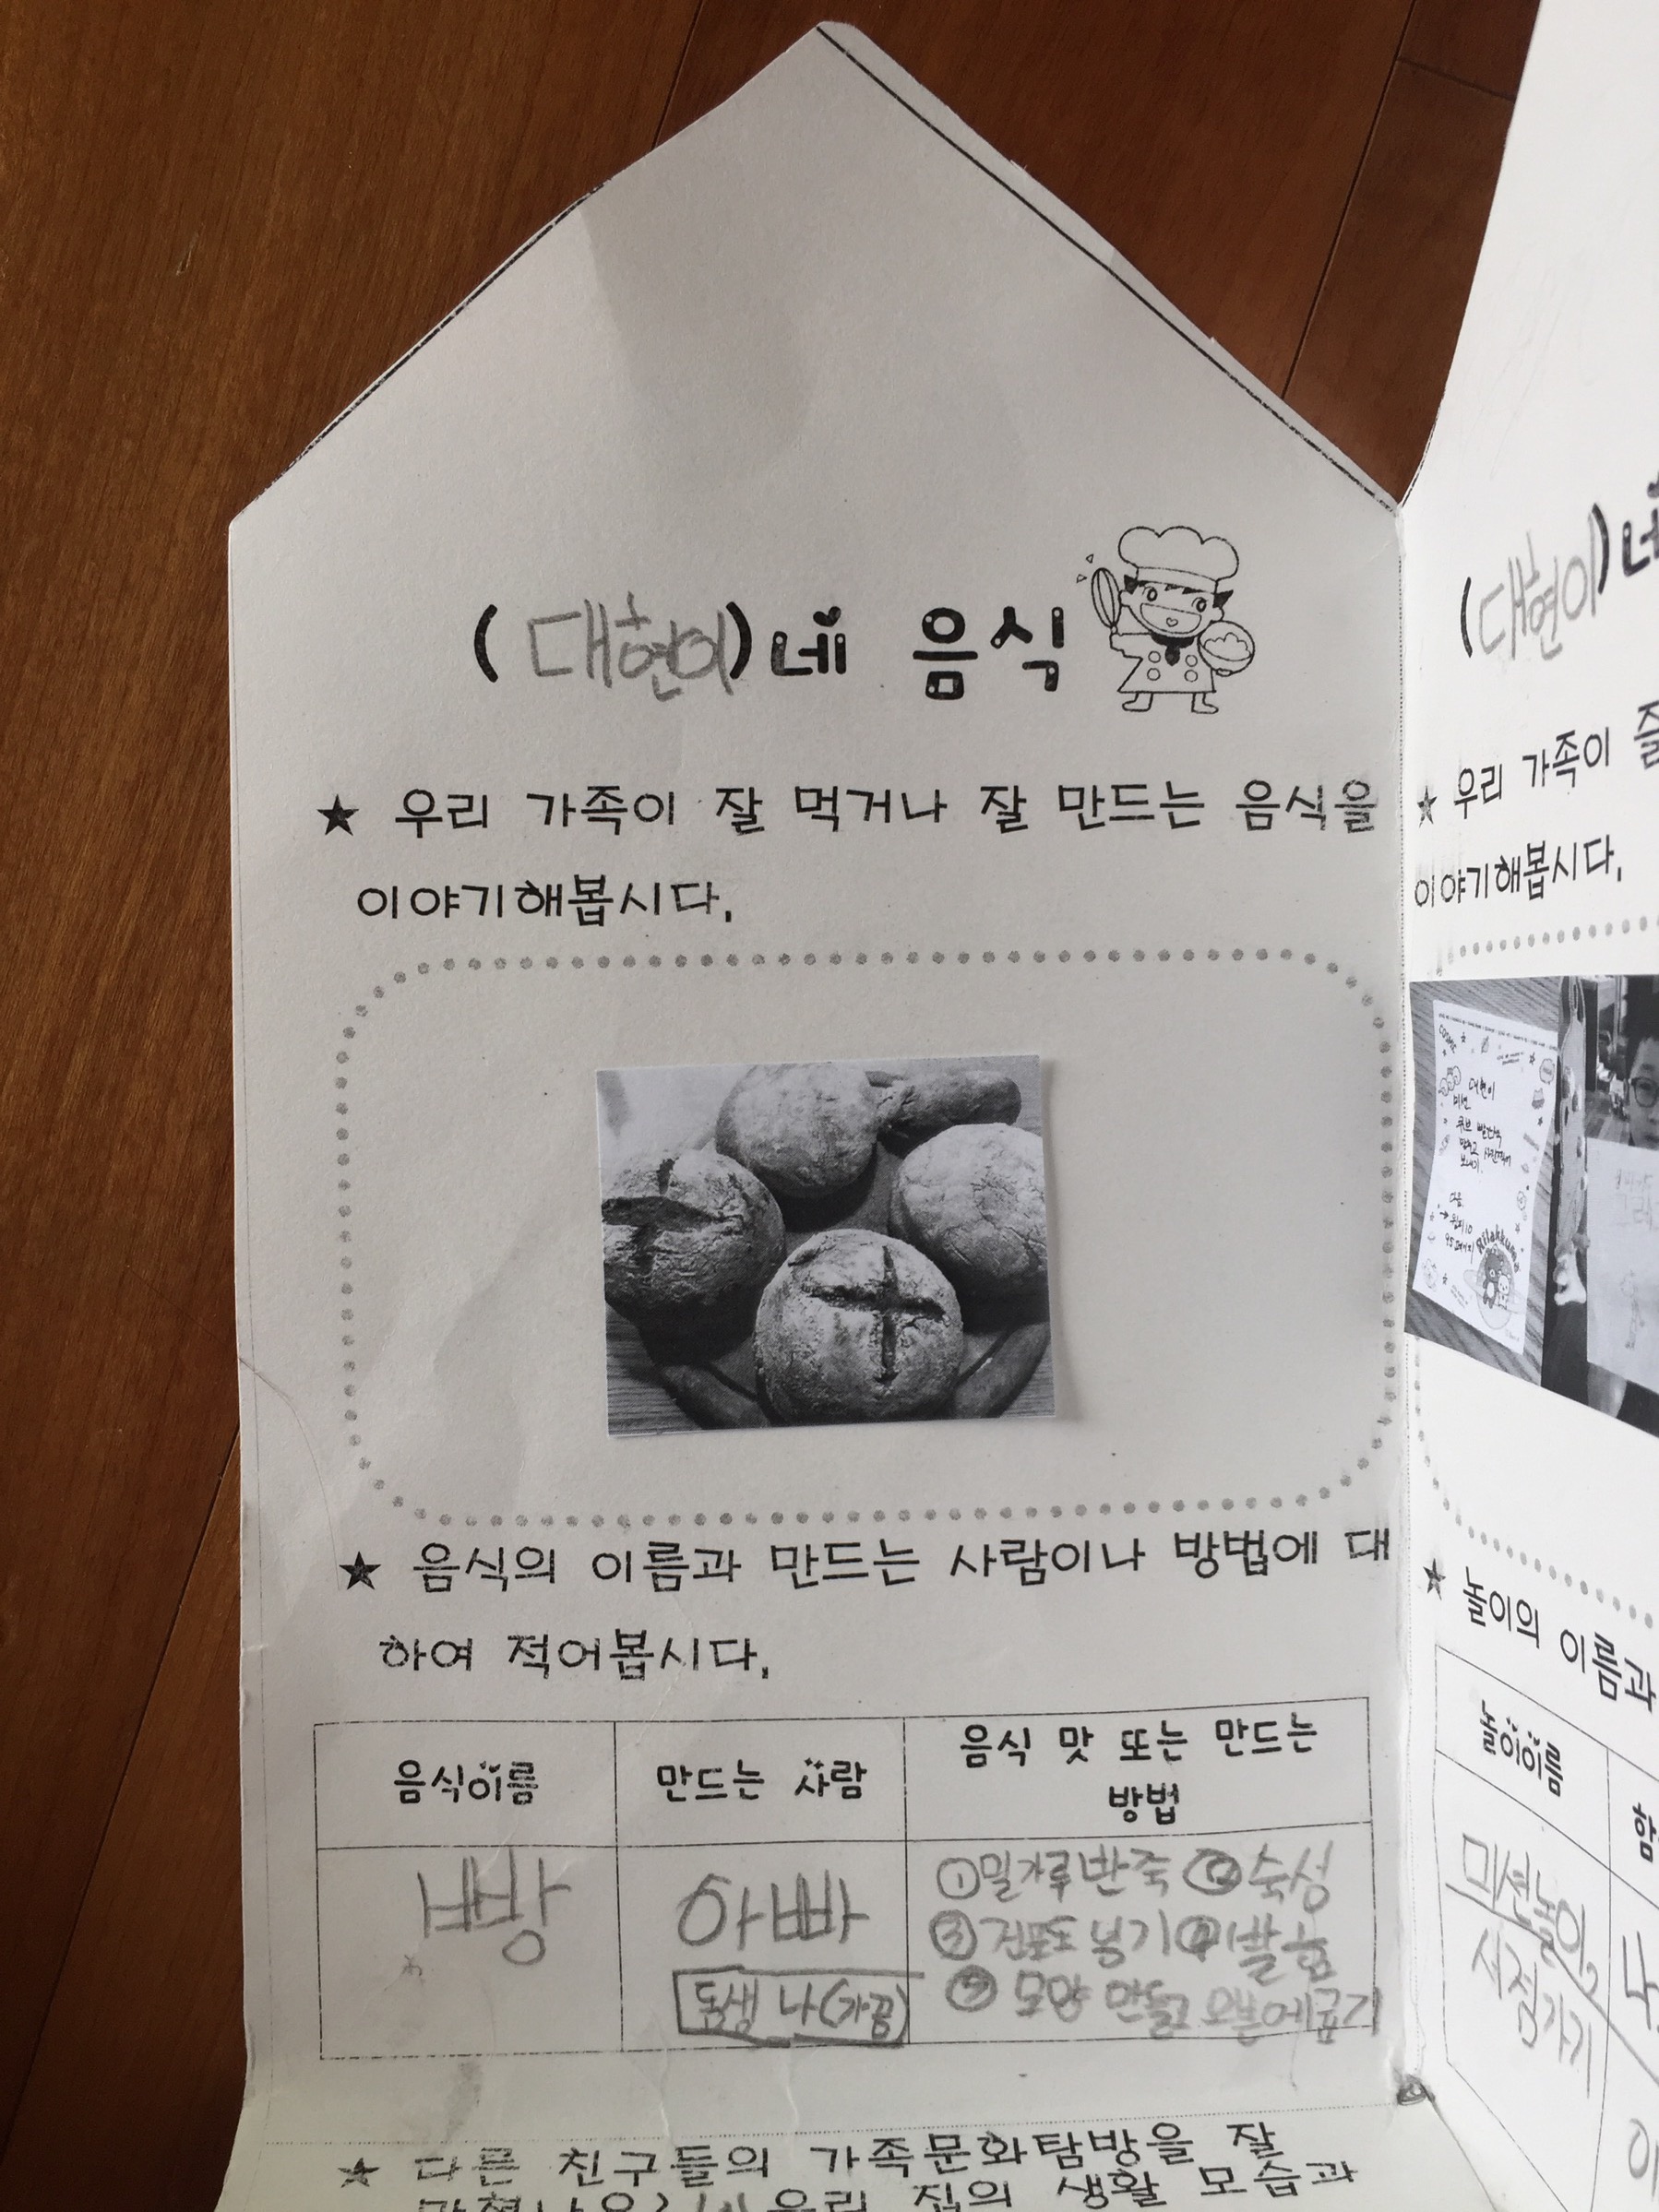 (대현이)네 음식
★ 우리 가족이 잘 먹거나 잘 만드는 음식을
이야기해봅시다.
★ 음식의 이름과 만드는 사람이나 방법에 대
하여 적어봅시다.
음식이름
만드는 사람
음식 맛 또는 만드는
방법
빵
아빠
동생 나(가끔)
①밀가루 반죽 ② 숙성
③ 건포도 넣기 ④
⑤ 모양 만들고 오븐에 굽기
★ 다른 친구들의 가족문화탐방을 잘
우리 집의 생활 모습과
(대현이)네
★ 우리 가족이 즐
이야기해봅시다.
대현이
미션
Rilakkuma
★ 놀이의 이름과
놀이이름
함
미션놀이
서점가기